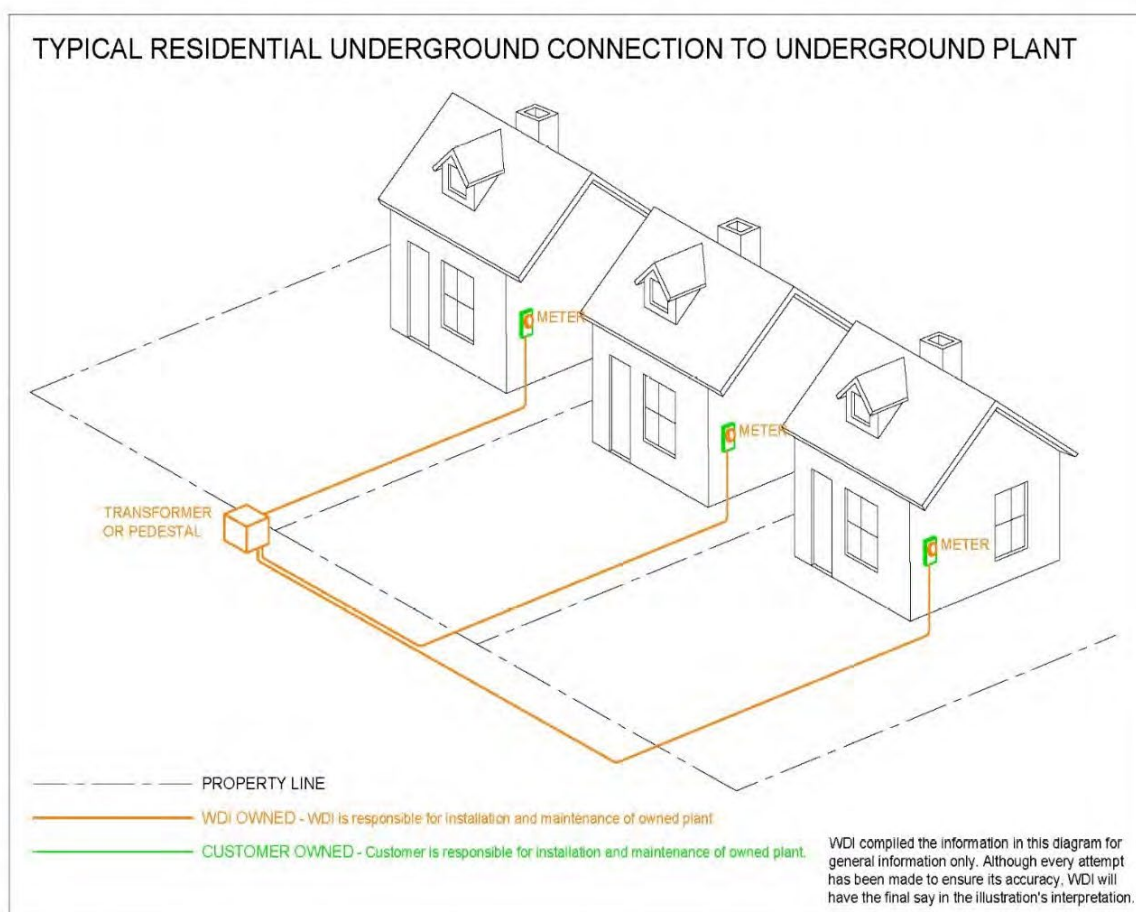 TYPICAL RESIDENTIAL UNDERGROUND CONNECTION TO UNDERGROUND PLANT
METER
METER
METER
TRANSFORMER
OR PEDESTAL
PROPERTY LINE
WDI OWNED - WDI is responsible for installation and maintenance of owned plant
CUSTOMER OWNED - Customer is responsible for installation and maintenance of owned plant.
WDI compiled the information in this diagram for
general information only. Although every attempt
has been made to ensure its accuracy, WDI will
have the final say in the illustration's interpretation.